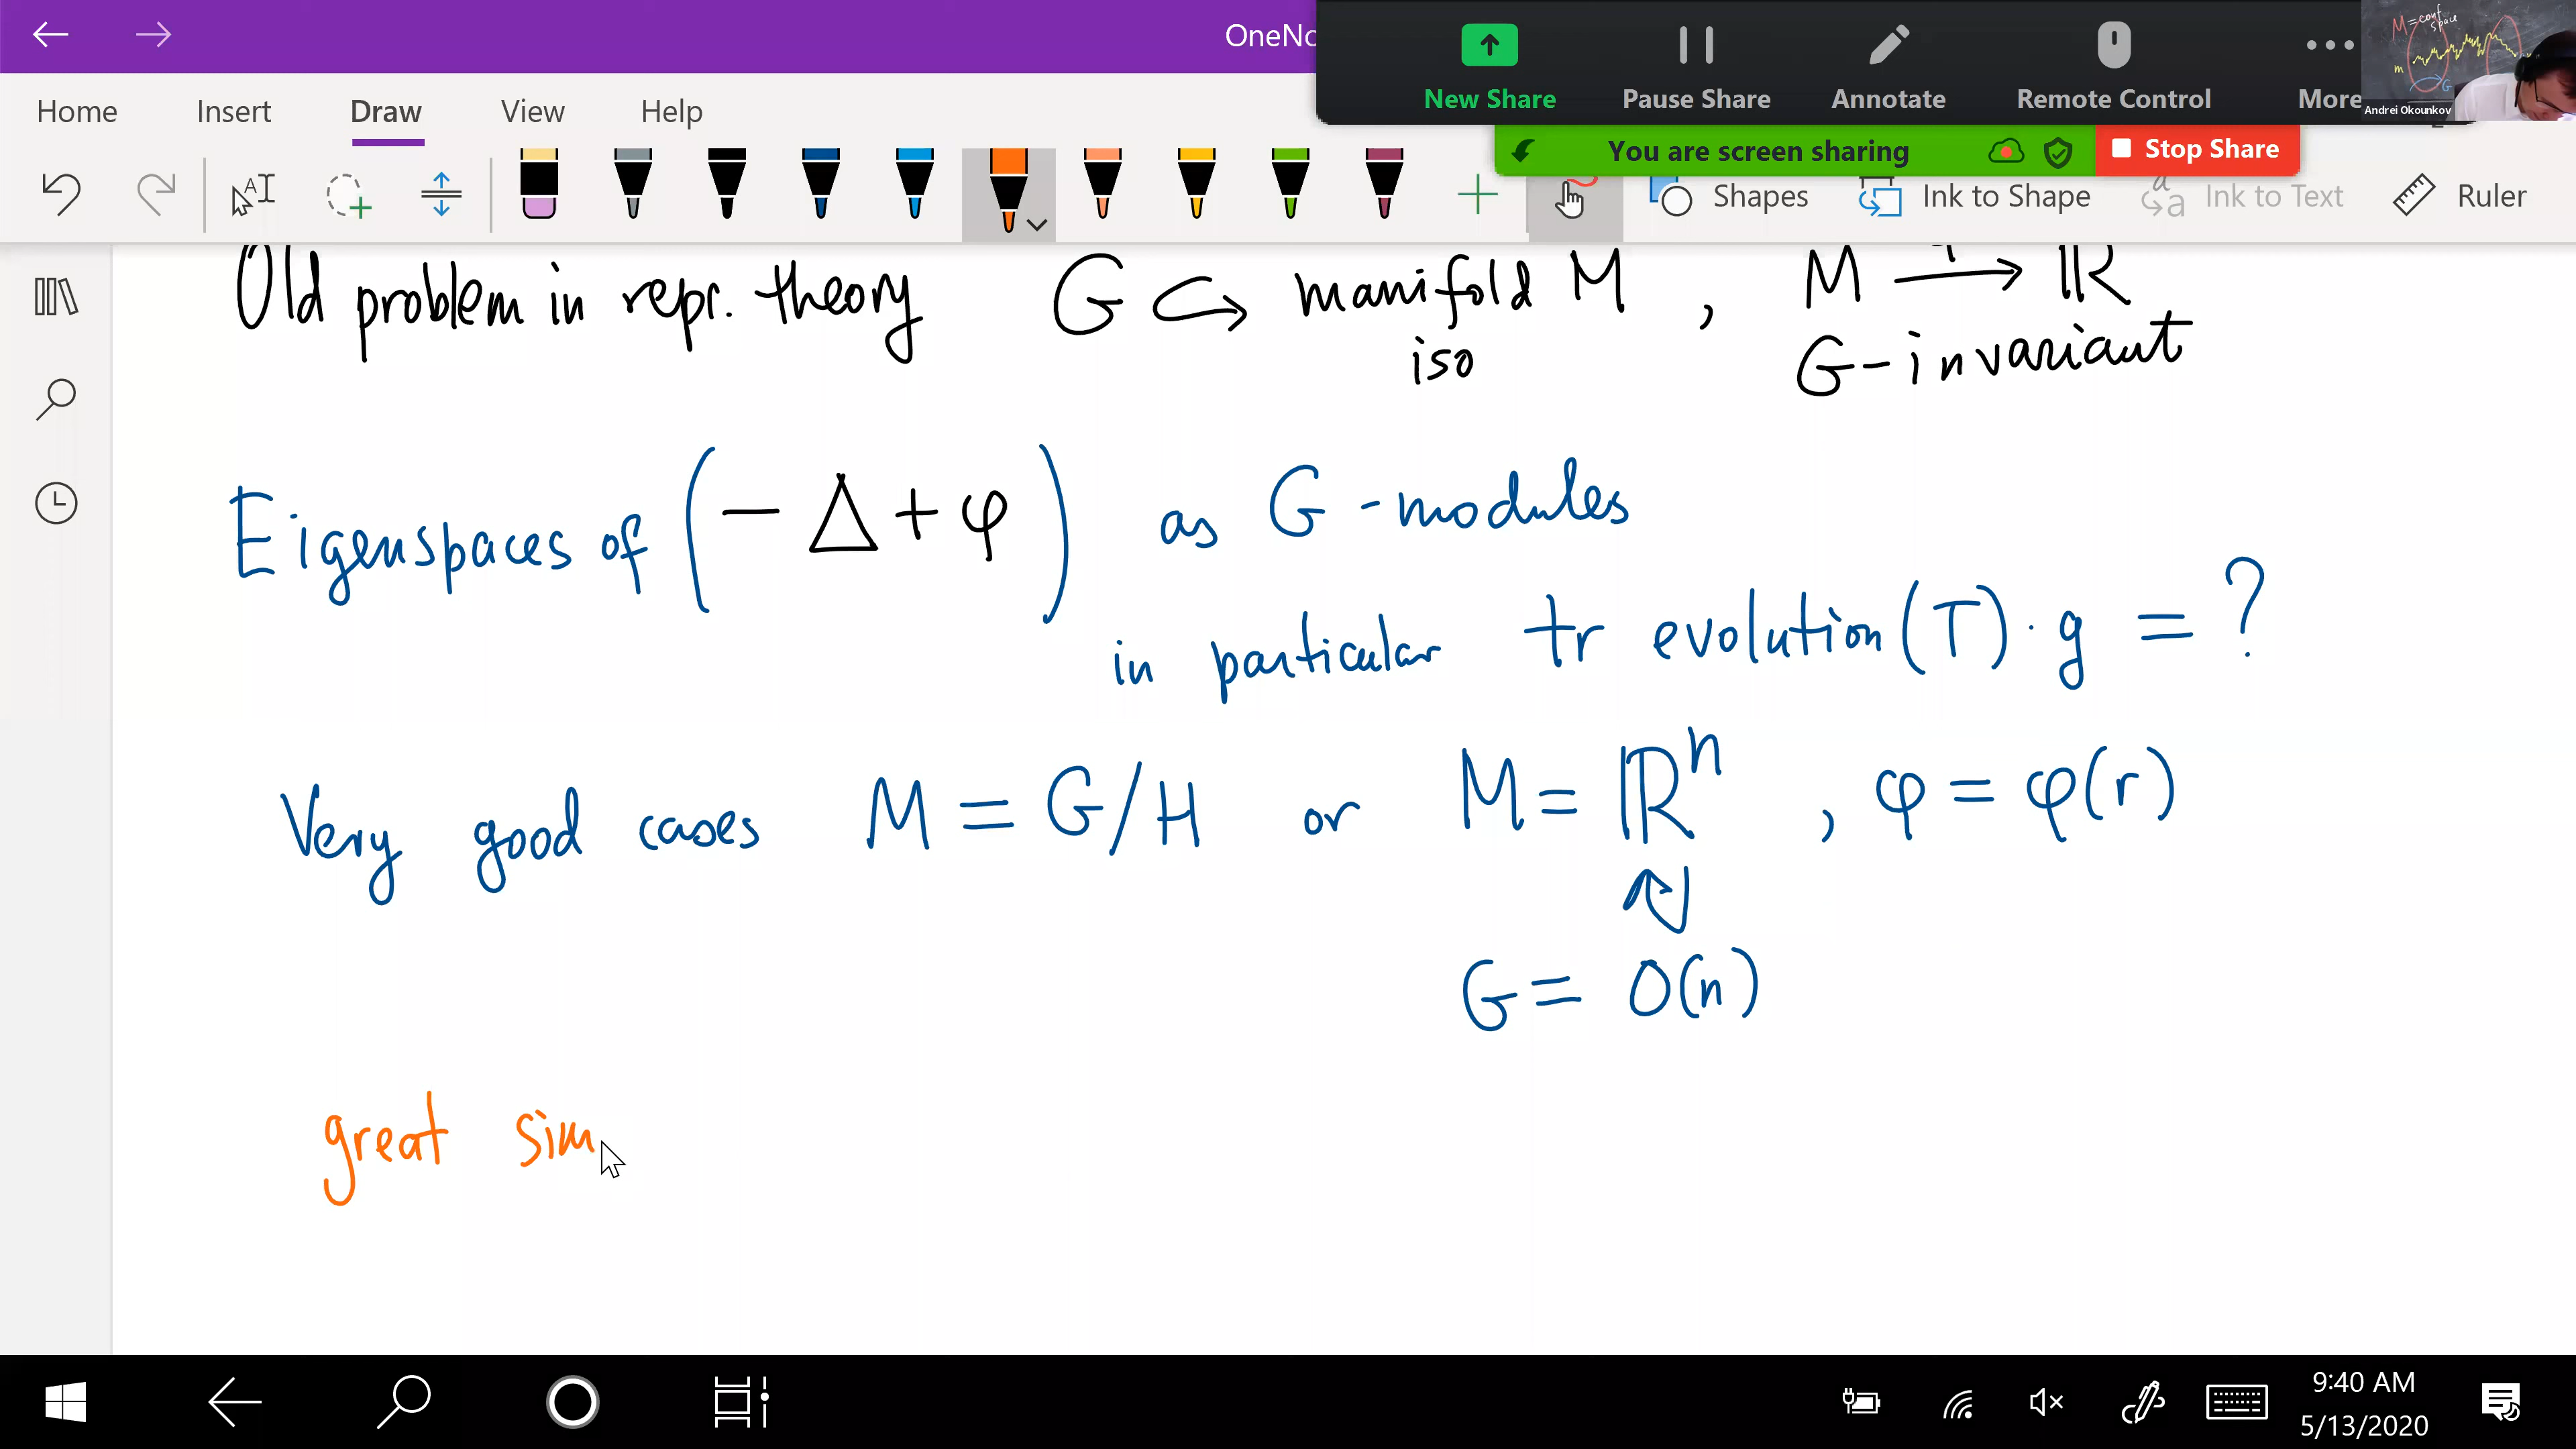 OneNo
New Share
Pause Share
Annotate
Remote Control
More
M = conf space
m
G
Andrei Okounkov
Home Insert Draw View Help
You are screen sharing
Stop Share
Shapes
Ink to Shape
Ink to Text
Ruler
Old problem in repr. theory G ↪ manifold M , M → ℝ
iso G-invariant
Eigenspaces of (-Δ+φ) as G-modules
in particular tr evolution(T)·g = ?
Very good cases M = G/H or M = ℝⁿ , φ = φ(r)
G = O(n)
great sim
9:40 AM
5/13/2020